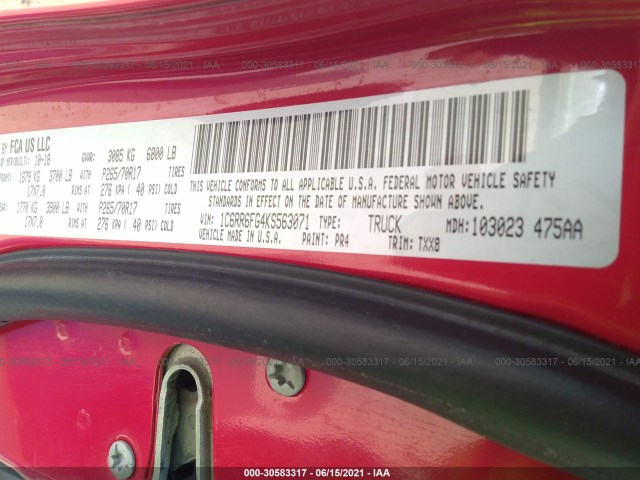 000-30583317 - 06/15/2021 - IAA
BY FCA US LLC
OF MFR/BUILT: 10-18
GVWR: 3085 KG 6800 LB
FRONT: 1679 KG 3700 LB WITH P265/70R17 TIRES
17X7.0 RIMS AT 276 KPA ( 40 PSI) COLD
1770 KG 3900 LB WITH P265/70R17 TIRES
17X7.0 RIMS AT 276 KPA ( 40 PSI) COLD
THIS VEHICLE CONFORMS TO ALL APPLICABLE U.S.A. FEDERAL MOTOR VEHICLE SAFETY
STANDARDS IN EFFECT ON THE DATE OF MANUFACTURE SHOWN ABOVE.
VIN: 1C6RR6FG4KS563071 TYPE: TRUCK MDH: 103023 475AA
VEHICLE MADE IN U.S.A. PAINT: PR4 TRIM: TXX8
000-30583317 - 06/15/2021 - IAA
000-30583317 - 06/15/2021 - IAA